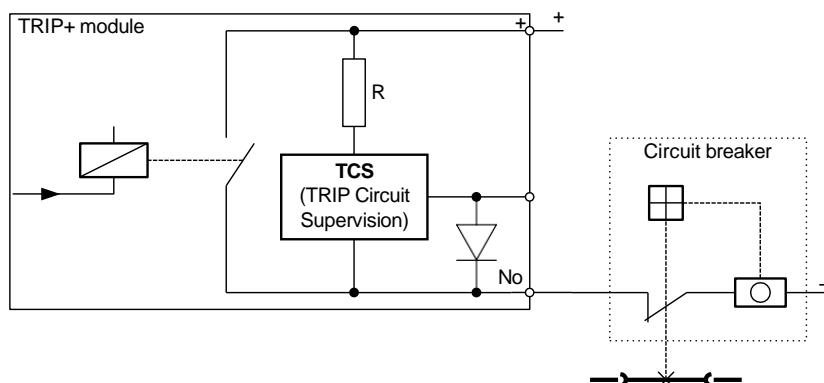 TRIP+ module
+ +
R
TCS
(TRIP Circuit
Supervision)
No
Circuit breaker
-